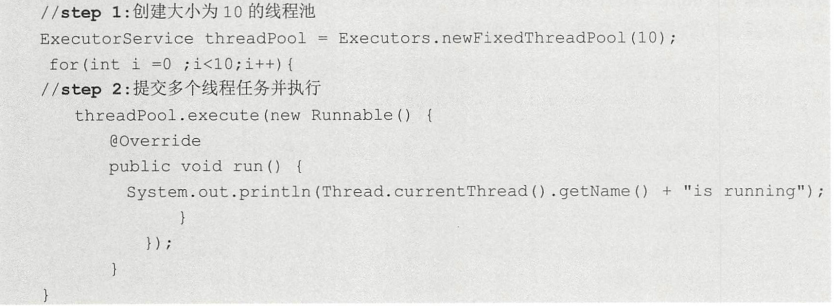 //step 1:创建大小为 10 的线程池
ExecutorService threadPool = Executors.newFixedThreadPool(10);
for(int i =0 ;i<10;i++){
//step 2:提交多个线程任务并执行
threadPool.execute(new Runnable() {
@Override
public void run() {
System.out.println(Thread.currentThread().getName() + "is running");
}
});
}
}